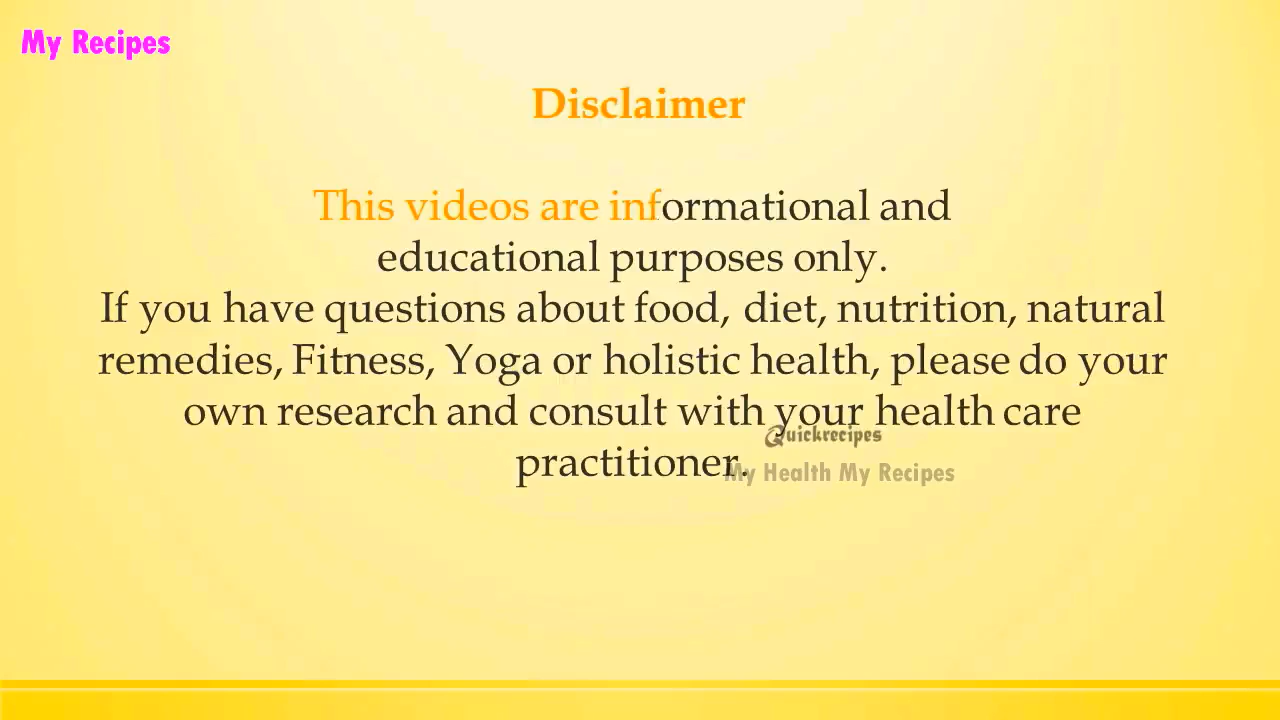 My Recipes
Disclaimer
This videos are informational and
educational purposes only.
If you have questions about food, diet, nutrition, natural
remedies, Fitness, Yoga or holistic health, please do your
own research and consult with your health care
Quickrecipes
practitioner.
My Health My Recipes